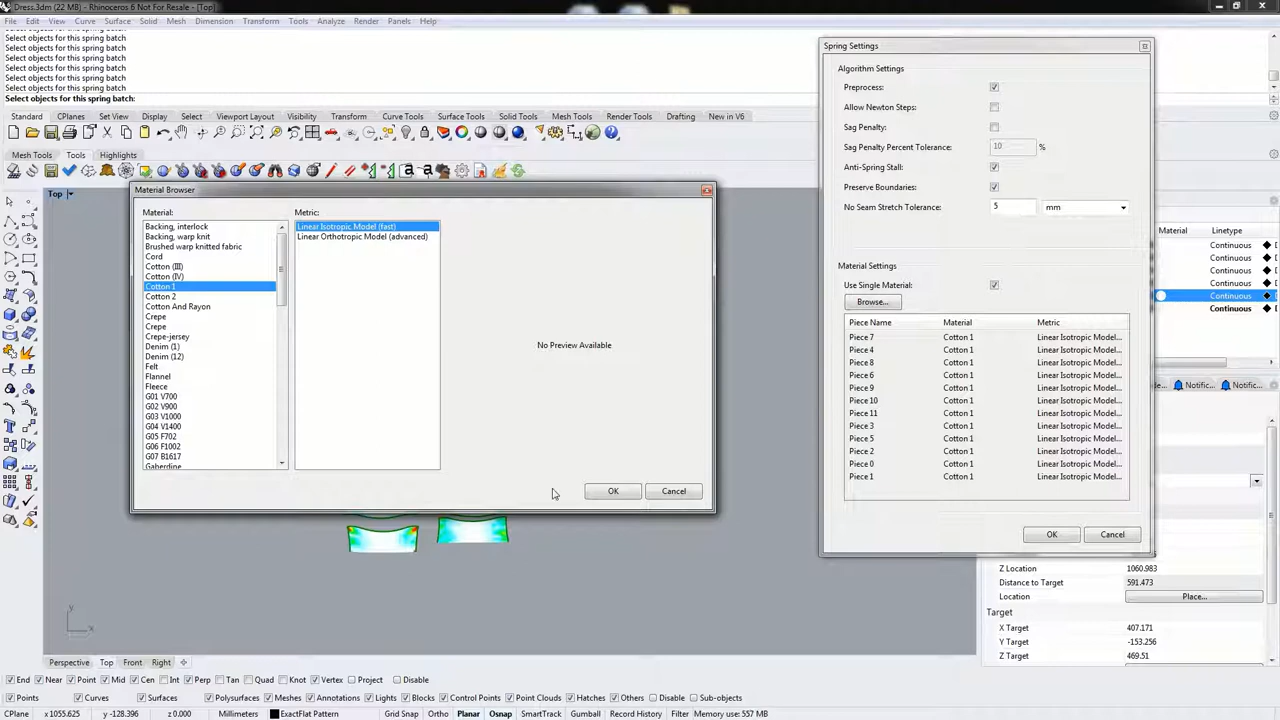 Dress.3dm (22 MB) - Rhinoceros 6 Not For Resale - [Top]
File Edit View Curve Surface Solid Mesh Dimension Transform Tools Analyze Render Panels Help
Select objects for this spring batch
Select objects for this spring batch
Select objects for this spring batch
Select objects for this spring batch
Select objects for this spring batch
Select objects for this spring batch
Select objects for this spring batch:
Standard CPlanes Set View Display Select Viewport Layout Visibility Transform Curve Tools Surface Tools Solid Tools Mesh Tools Render Tools Drafting New in V6
Mesh Tools Tools Highlights
Top
Material Browser
Material:
Metric:
Backing, interlock
Backing, warp knit
Brushed warp knitted fabric
Cord
Cotton (III)
Cotton (IV)
Cotton 1
Cotton 2
Cotton And Rayon
Crepe
Crepe
Crepe-jersey
Denim (1)
Denim (12)
Felt
Flannel
Fleece
G01 V700
G02 V900
G03 V1000
G04 V1400
G05 F702
G06 F1002
G07 B1617
Gaberdine
Linear Isotropic Model (fast)
Linear Orthotropic Model (advanced)
No Preview Available
OK Cancel
Spring Settings
Algorithm Settings
Preprocess:
Allow Newton Steps:
Sag Penalty:
Sag Penalty Percent Tolerance: 10 %
Anti-Spring Stall:
Preserve Boundaries:
No Seam Stretch Tolerance: 5 mm
Material Settings
Use Single Material:
Browse...
Piece Name Material Metric
Piece 7 Cotton 1 Linear Isotropic Model...
Piece 4 Cotton 1 Linear Isotropic Model...
Piece 8 Cotton 1 Linear Isotropic Model...
Piece 6 Cotton 1 Linear Isotropic Model...
Piece 9 Cotton 1 Linear Isotropic Model...
Piece 10 Cotton 1 Linear Isotropic Model...
Piece 11 Cotton 1 Linear Isotropic Model...
Piece 3 Cotton 1 Linear Isotropic Model...
Piece 5 Cotton 1 Linear Isotropic Model...
Piece 2 Cotton 1 Linear Isotropic Model...
Piece 0 Cotton 1 Linear Isotropic Model...
Piece 1 Cotton 1 Linear Isotropic Model...
OK Cancel
Material Linetype
Continuous
Continuous
Continuous
Continuous
Continuous
Continuous
Notific... Notific...
Z Location 1060.983
Distance to Target 591.473
Location Place...
Target
X Target 407.171
Y Target -153.256
Z Target 469.51
y
x
Perspective Top Front Right
End Near Point Mid Cen Int Perp Tan Quad Knot Vertex Project Disable
Points Curves Surfaces Polysurfaces Meshes Annotations Lights Blocks Control Points Point Clouds Hatches Others Disable Sub-objects
CPlane x 1055.625 y -128.396 z 0.000 Millimeters ExactFlat Pattern Grid Snap Ortho Planar Osnap SmartTrack Gumball Record History Filter Memory use: 557 MB